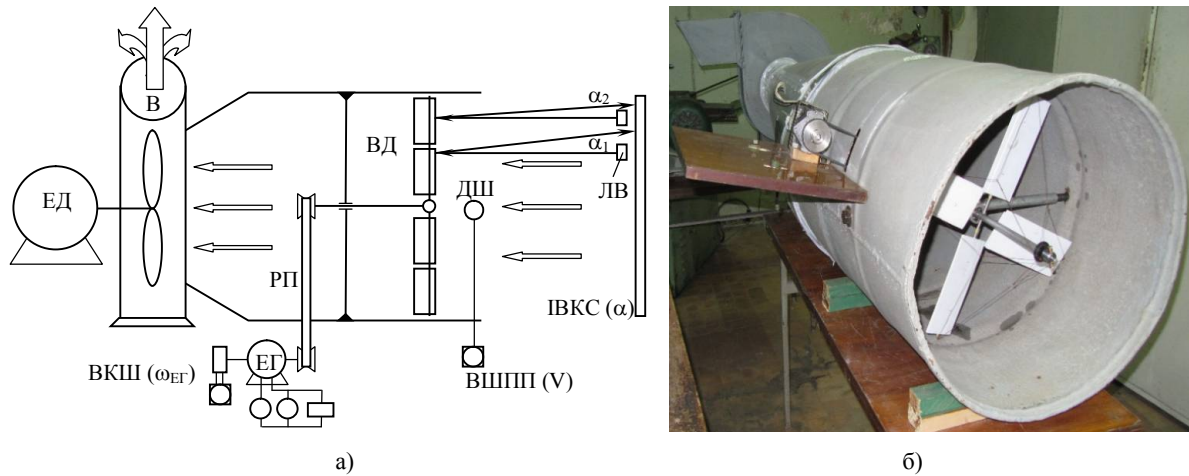 В
α₂
ВД
α₁
ДШ
ЛВ
ЕД
РП
ІВКС (α)
ВКШ (ωЕГ)
ЕГ
ВШПП (V)
а)
б)